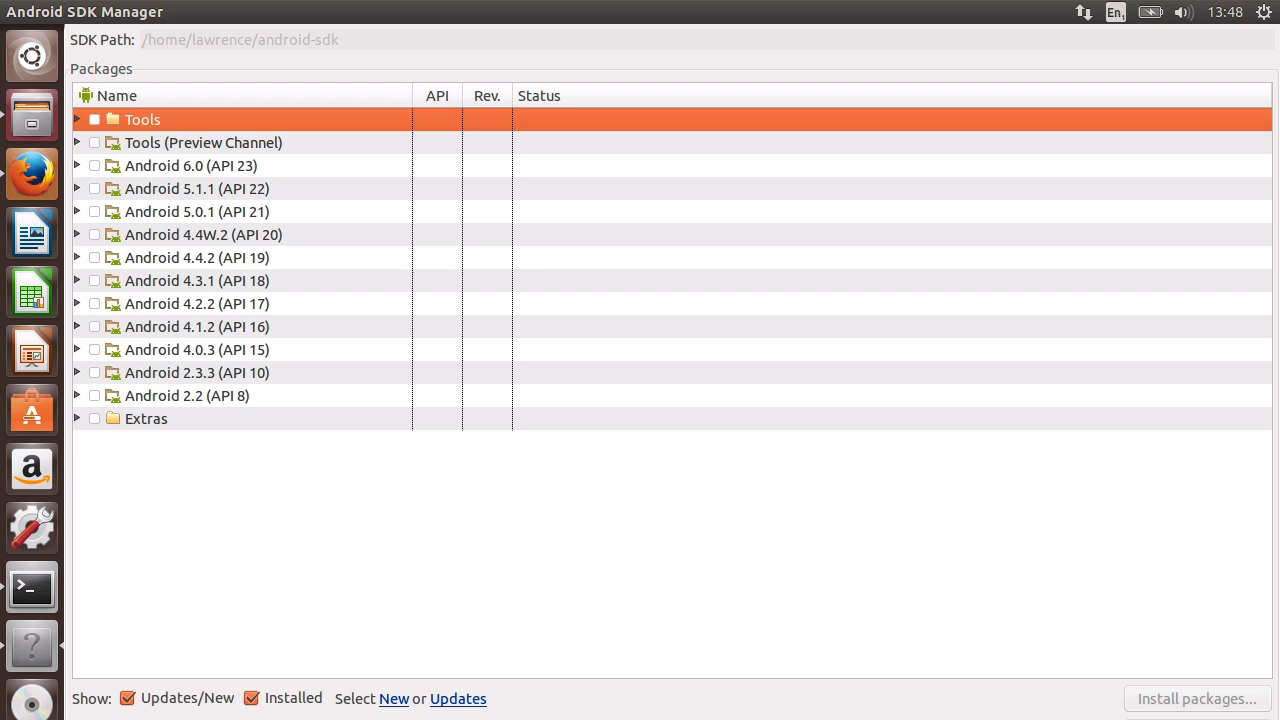 Android SDK Manager En1 13:48
SDK Path: /home/lawrence/android-sdk
Packages
Name API Rev. Status
Tools
Tools (Preview Channel)
Android 6.0 (API 23)
Android 5.1.1 (API 22)
Android 5.0.1 (API 21)
Android 4.4W.2 (API 20)
Android 4.4.2 (API 19)
Android 4.3.1 (API 18)
Android 4.2.2 (API 17)
Android 4.1.2 (API 16)
Android 4.0.3 (API 15)
Android 2.3.3 (API 10)
Android 2.2 (API 8)
Extras
Show: Updates/New Installed Select New or Updates Install packages...